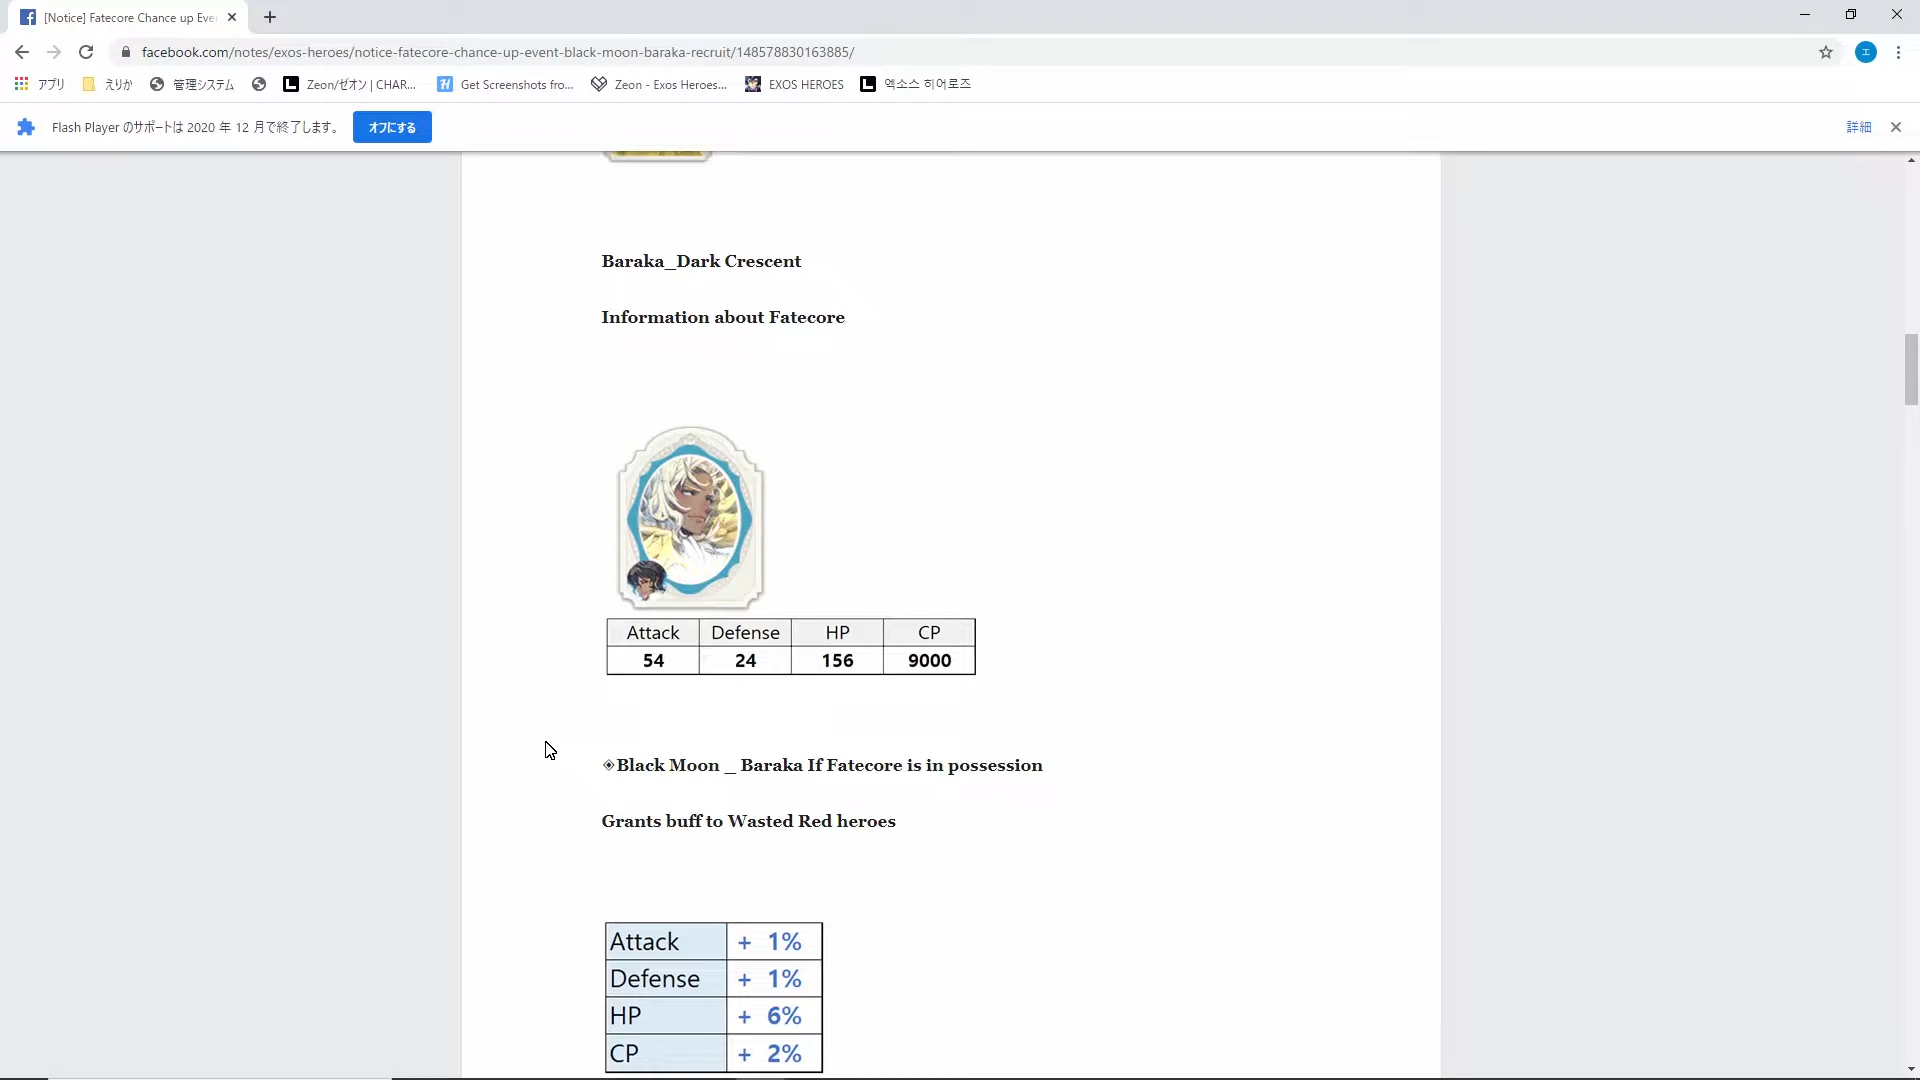 [Notice] Fatecore Chance up Eve
facebook.com/notes/exos-heroes/notice-fatecore-chance-up-event-black-moon-baraka-recruit/148578830163885/
エ
アプリ えりか 管理システム Zeon/ゼオン | CHAR... Get Screenshots fro... Zeon - Exos Heroes... EXOS HEROES 엑소스 히어로즈
Flash Player のサポートは 2020 年 12 月で終了します。 オフにする 詳細
Baraka_Dark Crescent
Information about Fatecore
Attack Defense HP CP
54 24 156 9000
◈Black Moon _ Baraka If Fatecore is in possession
Grants buff to Wasted Red heroes
Attack + 1%
Defense + 1%
HP + 6%
CP + 2%